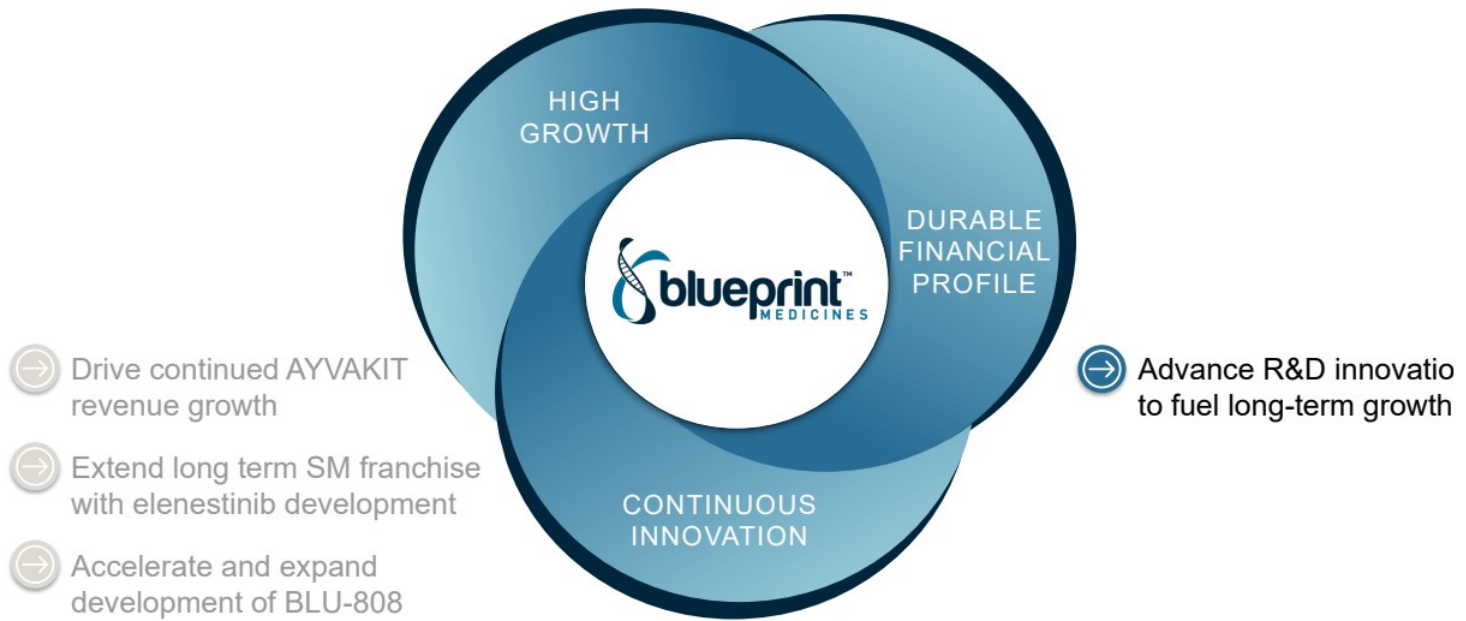 HIGH
GROWTH
DURABLE
FINANCIAL
PROFILE
blueprint™
MEDICINES
CONTINUOUS
INNOVATION
Drive continued AYVAKIT
revenue growth
Extend long term SM franchise
with elenestinib development
Accelerate and expand
development of BLU-808
Advance R&D innovatio
to fuel long-term growth